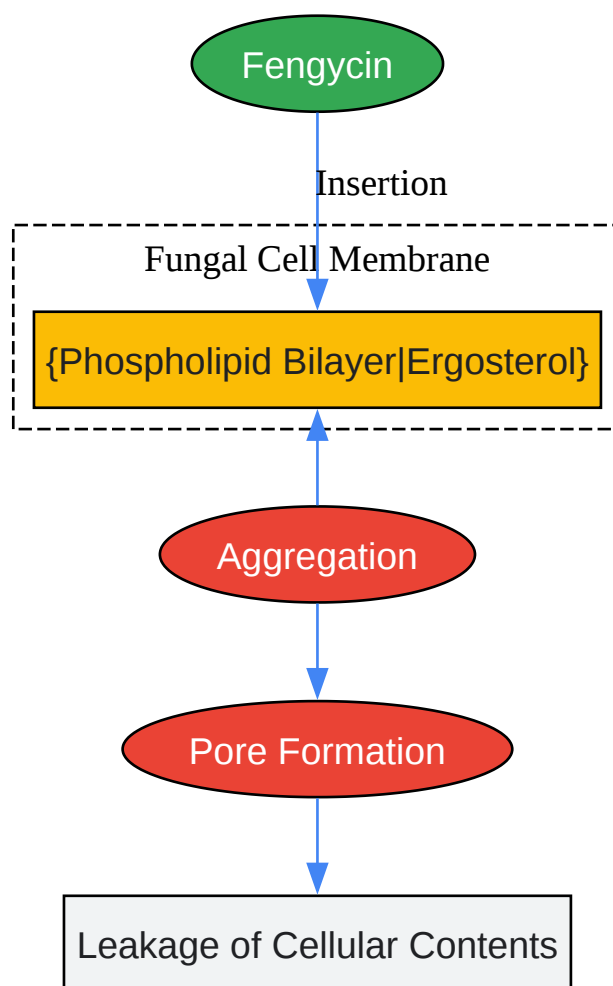 Fengycin
Insertion
Fungal Cell Membrane
{Phospholipid Bilayer|Ergosterol}
Aggregation
Pore Formation
Leakage of Cellular Contents